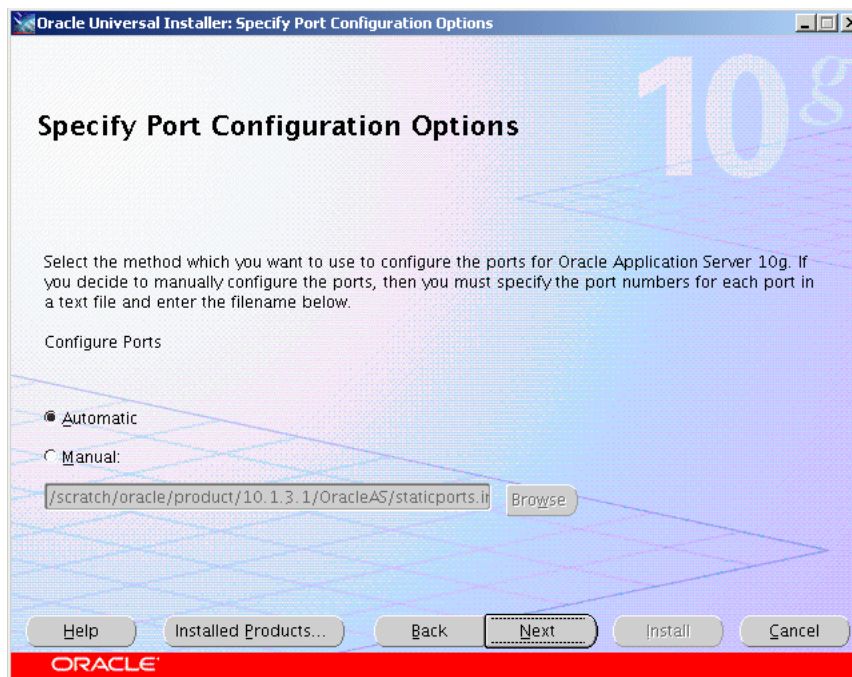 Oracle Universal Installer: Specify Port Configuration Options
10g
Specify Port Configuration Options
Select the method which you want to use to configure the ports for Oracle Application Server 10g. If
you decide to manually configure the ports, then you must specify the port numbers for each port in
a text file and enter the filename below.
Configure Ports
Automatic
Manual:
/scratch/oracle/product/10.1.3.1/OracleAS/staticports.in
Browse
Help
Installed Products...
Back
Next
Install
Cancel
ORACLE